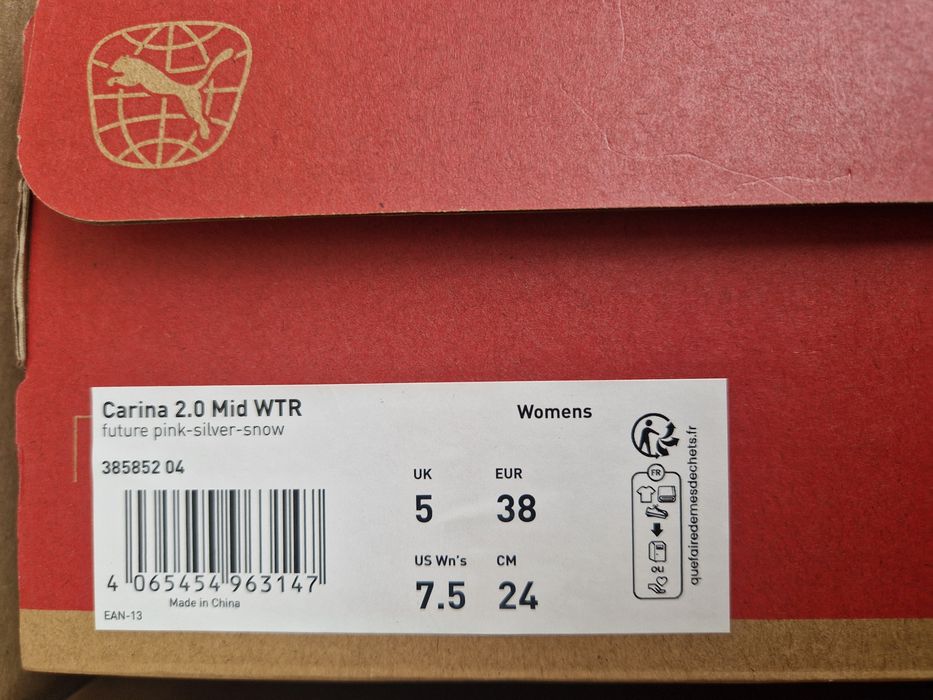 Carina 2.0 Mid WTR
future pink-silver-snow
Womens
385852 04
UK
EUR
5
38
US Wn's
CM
7.5
24
4 065454 963147
Made in China
EAN-13
FR
quefairedemesdechets.fr